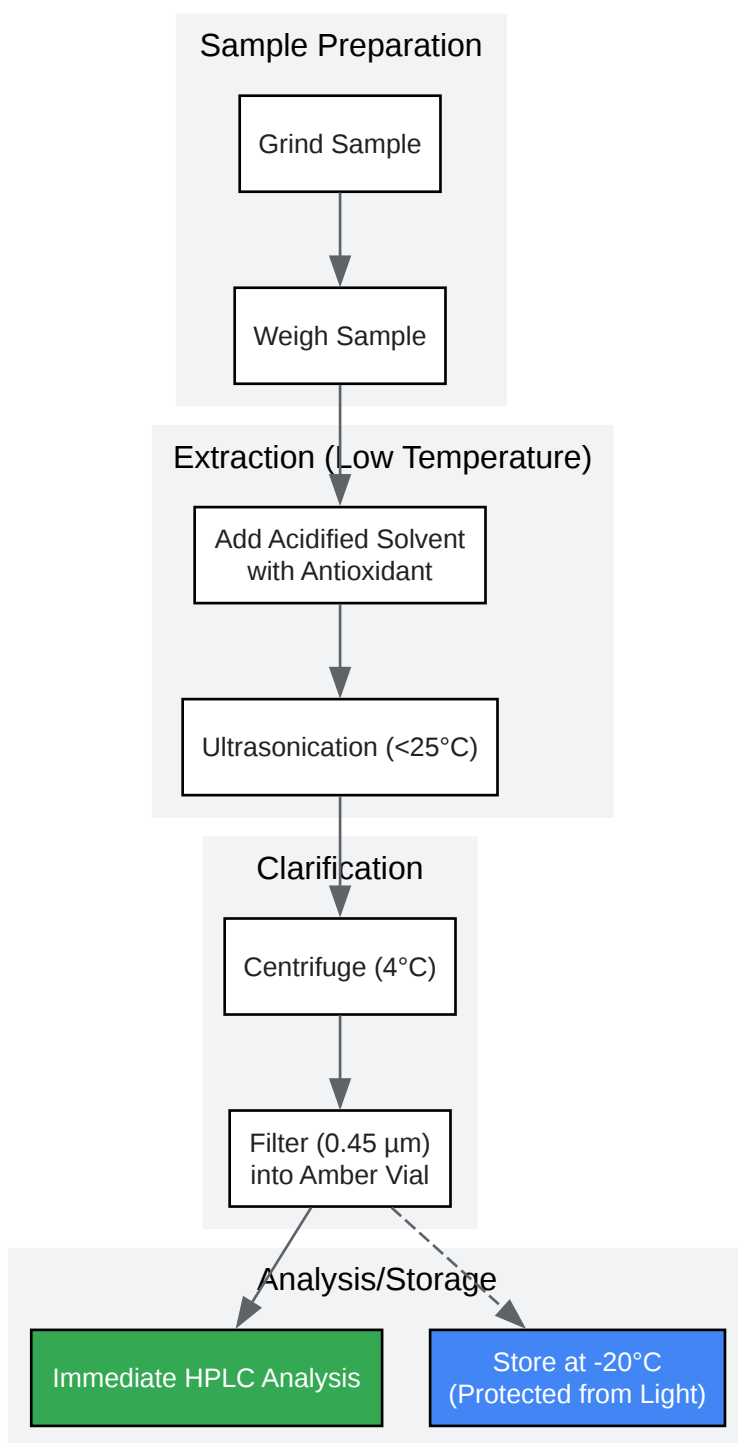 Sample Preparation
Grind Sample
Weigh Sample
Extraction (Low Temperature)
Add Acidified Solvent
with Antioxidant
Ultrasonication (<25°C)
Clarification
Centrifuge (4°C)
Filter (0.45 µm)
into Amber Vial
Analysis/Storage
Immediate HPLC Analysis
Store at -20°C
(Protected from Light)